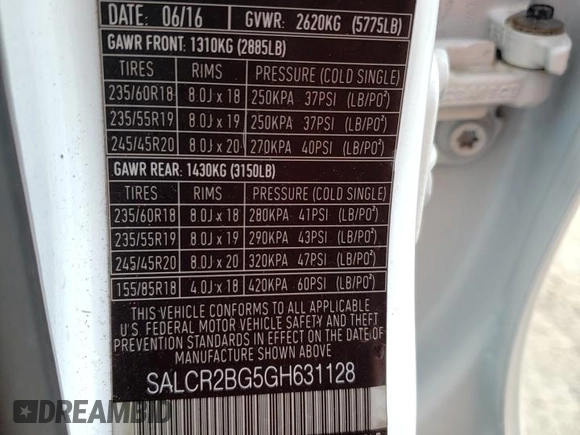 DATE: 06/16 GVWR: 2620KG (5775LB)
GAWR FRONT: 1310KG (2885LB)
TIRES RIMS PRESSURE (COLD SINGLE)
235/60R18 8.0J x 18 250KPA 37PSI (LB/PO²)
235/55R19 8.0J x 19 250KPA 37PSI (LB/PO²)
245/45R20 8.0J x 20 270KPA 40PSI (LB/PO²)
GAWR REAR: 1430KG (3150LB)
TIRES RIMS PRESSURE (COLD SINGLE)
235/60R18 8.0J x 18 280KPA 41PSI (LB/PO²)
235/55R19 8.0J x 19 290KPA 43PSI (LB/PO²)
245/45R20 8.0J x 20 320KPA 47PSI (LB/PO²)
155/85R18 4.0J x 18 420KPA 60PSI (LB/PO²)
THIS VEHICLE CONFORMS TO ALL APPLICABLE
U.S. FEDERAL MOTOR VEHICLE SAFETY AND THEFT
PREVENTION STANDARDS IN EFFECT ON THE DATE OF
MANUFACTURE SHOWN ABOVE
SALCR2BG5GH631128
DREAMBID